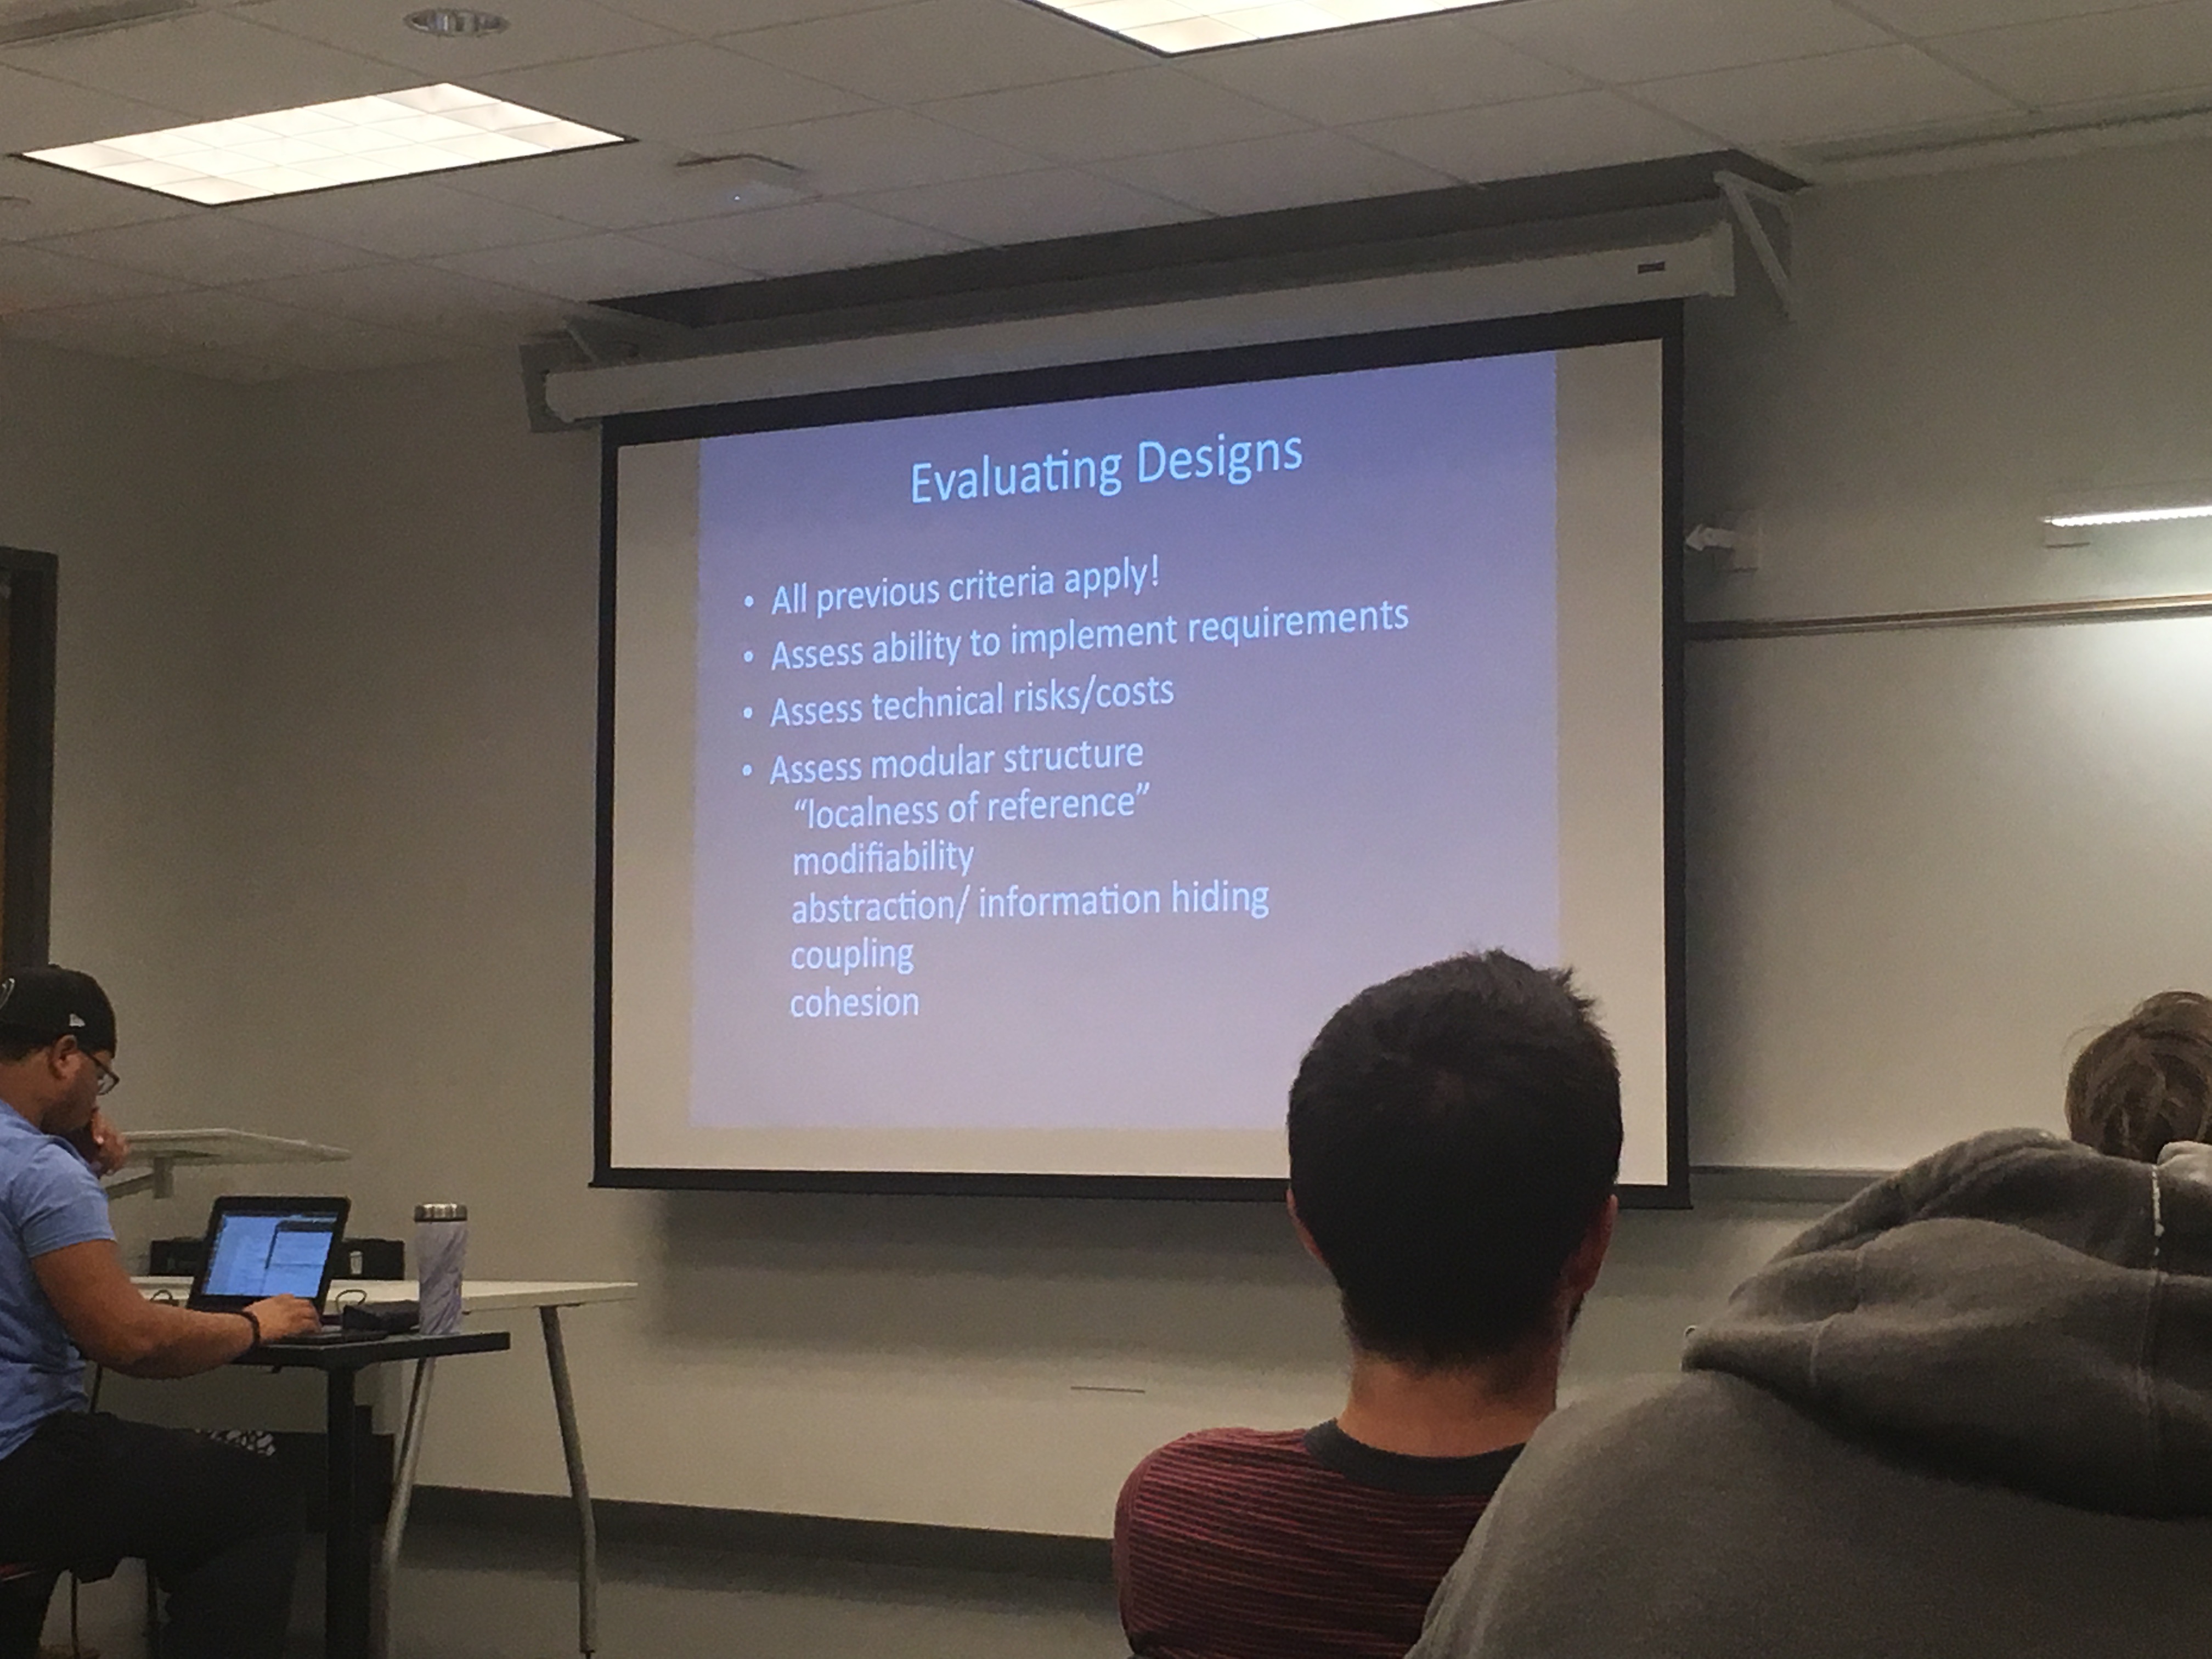 Evaluating Designs
• All previous criteria apply!
• Assess ability to implement requirements
• Assess technical risks/costs
• Assess modular structure
“localness of reference”
modifiability
abstraction/ information hiding
coupling
cohesion